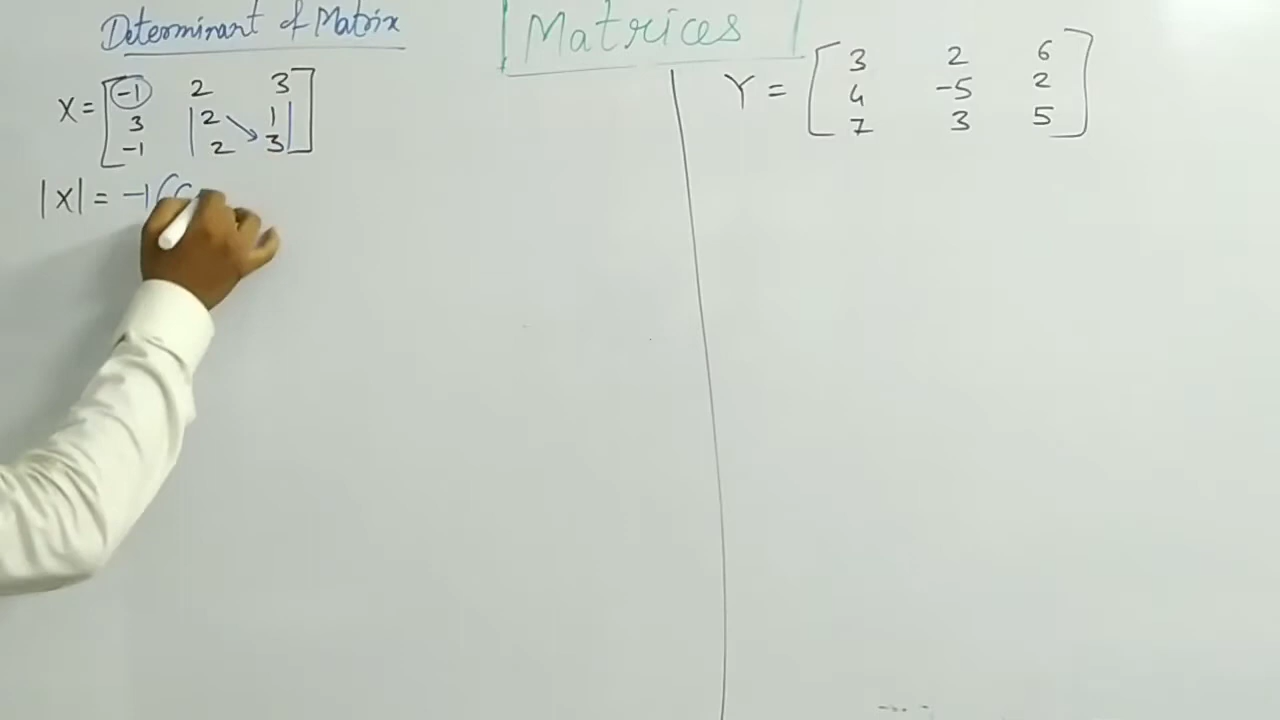 Determinant of Matrix
Matrices
X = [ -1 2 3
3 2 1
-1 2 3 ]
|X| = -1((
Y = [ 3 2 6
4 -5 2
7 3 5 ]